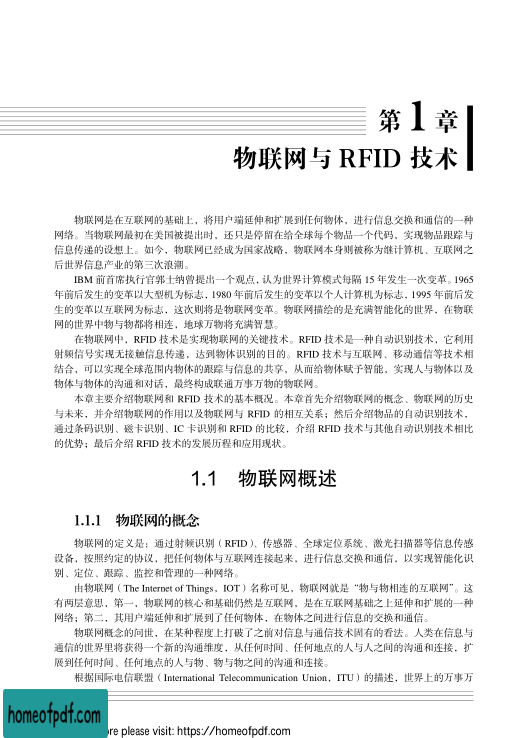 第1章
物联网与 RFID 技术
物联网是在互联网的基础上，将用户端延伸和扩展到任何物体，进行信息交换和通信的一种
网络。当物联网最初在美国被提出时，还只是停留在给全球每个物品一个代码，实现物品跟踪与
信息传递的设想上。如今，物联网已经成为国家战略，物联网本身则被称为继计算机、互联网之
后世界信息产业的第三次浪潮。
IBM 前首席执行官郭士纳曾提出一个观点，认为世界计算模式每隔 15 年发生一次变革。1965
年前后发生的变革以大型机为标志，1980 年前后发生的变革以个人计算机为标志，1995 年前后发
生的变革以互联网为标志，这次则将是物联网变革。物联网描绘的是充满智能化的世界，在物联
网的世界中物与物都将相连，地球万物将充满智慧。
在物联网中，RFID 技术是实现物联网的关键技术。RFID 技术是一种自动识别技术，它利用
射频信号实现无接触信息传递，达到物体识别的目的。RFID 技术与互联网、移动通信等技术相
结合，可以实现全球范围内物体的跟踪与信息的共享，从而给物体赋予智能，实现人与物体以及
物体与物体的沟通和对话，最终构成联通万事万物的物联网。
本章主要介绍物联网和 RFID 技术的基本概况。本章首先介绍物联网的概念、物联网的历史
与未来，并介绍物联网的作用以及物联网与 RFID 的相互关系；然后介绍物品的自动识别技术，
通过条码识别、磁卡识别、IC 卡识别和 RFID 的比较，介绍 RFID 技术与其他自动识别技术相比
的优势；最后介绍 RFID 技术的发展历程和应用现状。
1.1 物联网概述
1.1.1 物联网的概念
物联网的定义是：通过射频识别（RFID）、传感器、全球定位系统、激光扫描器等信息传感
设备，按照约定的协议，把任何物体与互联网连接起来，进行信息交换和通信，以实现智能化识
别、定位、跟踪、监控和管理的一种网络。
由物联网（The Internet of Things，IOT）名称可见，物联网就是“物与物相连的互联网”。这
有两层意思，第一，物联网的核心和基础仍然是互联网，是在互联网基础之上延伸和扩展的一种
网络；第二，其用户端延伸和扩展到了任何物体，在物体之间进行信息的交换和通信。
物联网概念的问世，在某种程度上打破了之前对信息与通信技术固有的看法。人类在信息与
通信的世界里将获得一个新的沟通维度，从任何时间、任何地点的人与人之间的沟通和连接，扩
展到任何时间、任何地点的人与物、物与物之间的沟通和连接。
根据国际电信联盟（International Telecommunication Union，ITU）的描述，世界上的万事万
homeofpdf.com
ore please visit: https://homeofpdf.com